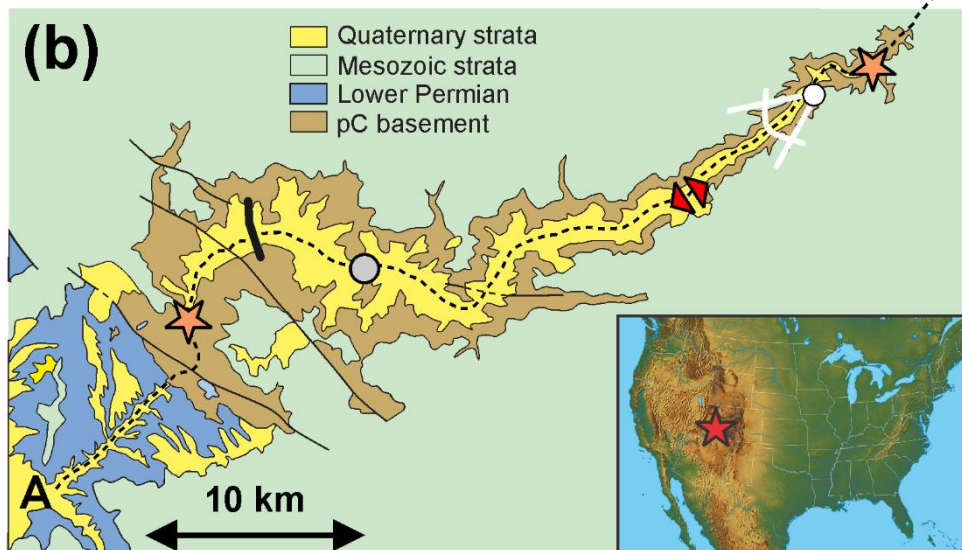 (b)
Quaternary strata
Mesozoic strata
Lower Permian
pC basement
A
10 km